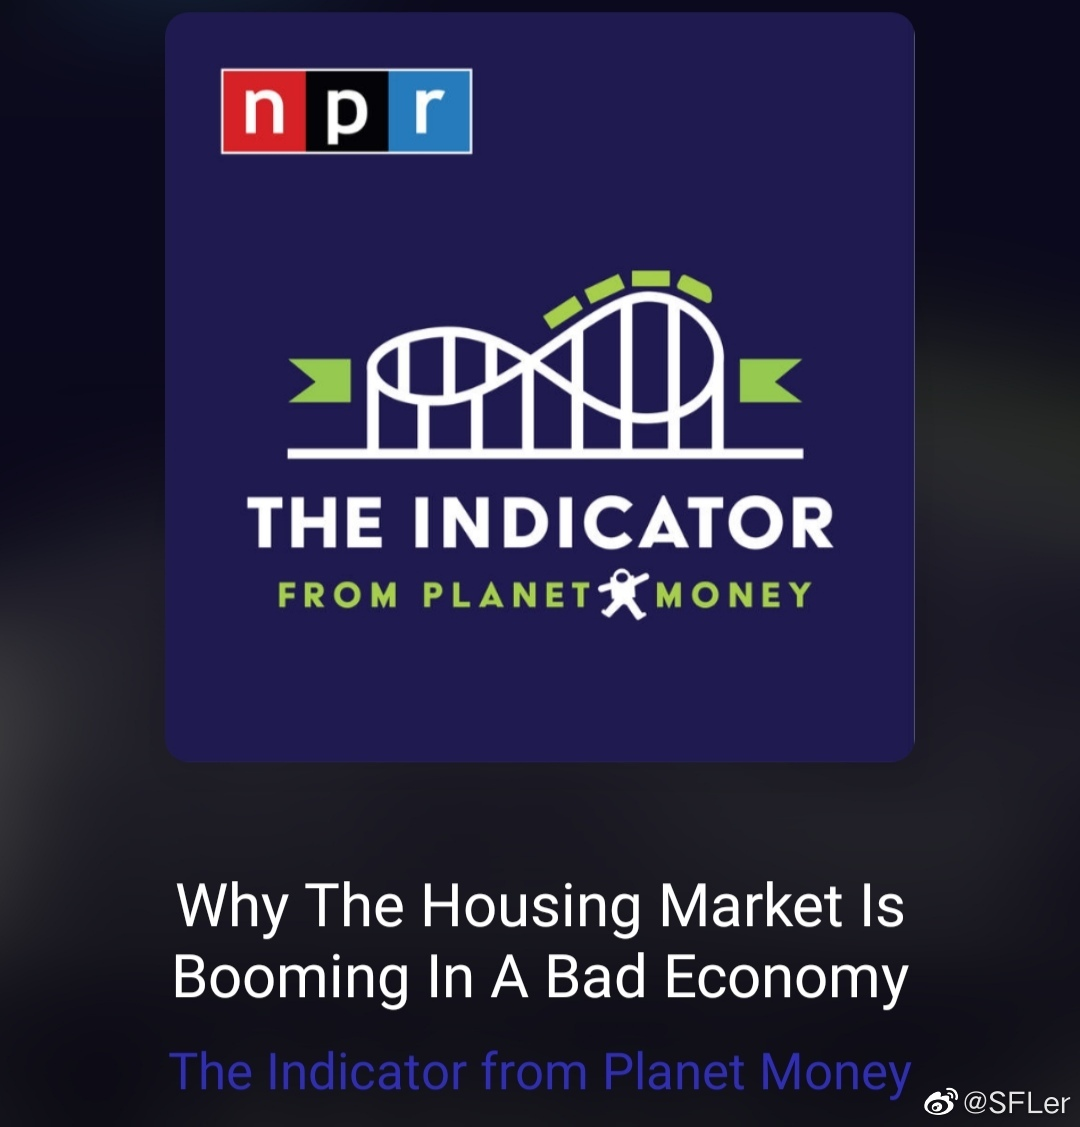 npr
THE INDICATOR
FROM PLANET MONEY
Why The Housing Market Is
Booming In A Bad Economy
The Indicator from Planet Money
@SFLer